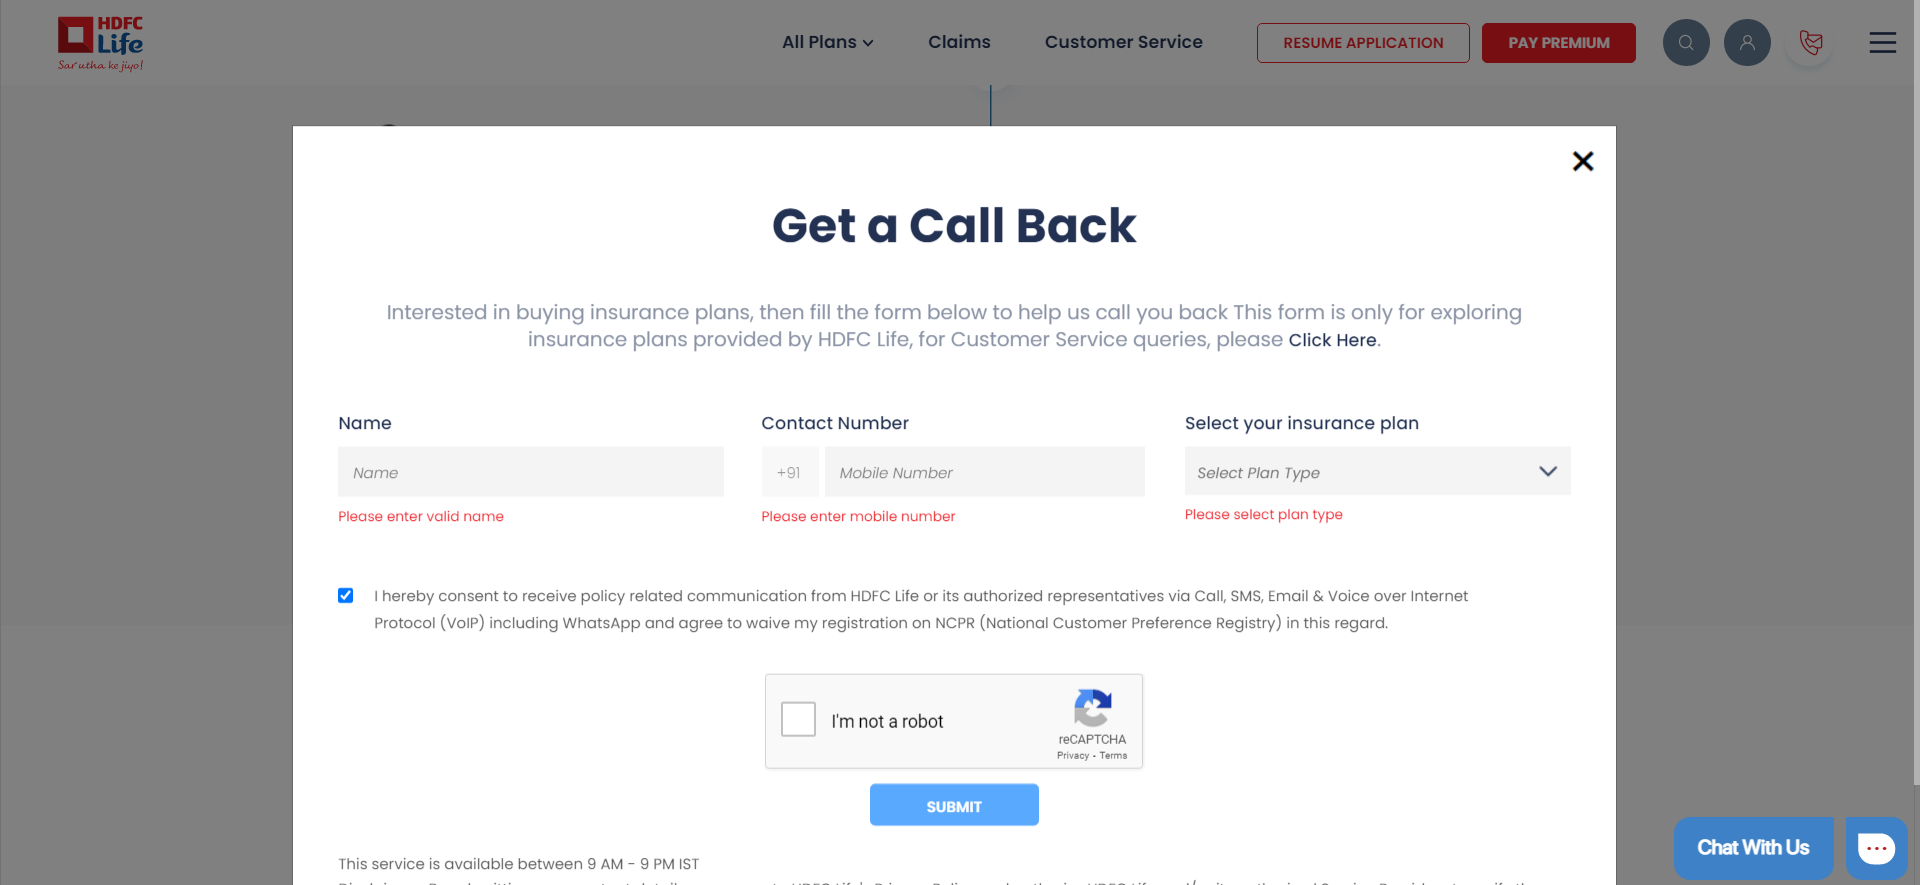 HDFC
Life
Sar utha ke jiyo!
All Plans
Claims
Customer Service
RESUME APPLICATION
PAY PREMIUM
Get a Call Back
Interested in buying insurance plans, then fill the form below to help us call you back This form is only for exploring
insurance plans provided by HDFC Life, for Customer Service queries, please Click Here.
Name
Contact Number
Select your insurance plan
Name
+91
Mobile Number
Select Plan Type
Please enter valid name
Please enter mobile number
Please select plan type
I hereby consent to receive policy related communication from HDFC Life or its authorized representatives via Call, SMS, Email & Voice over Internet
Protocol (VoIP) including WhatsApp and agree to waive my registration on NCPR (National Customer Preference Registry) in this regard.
I'm not a robot
reCAPTCHA
Privacy - Terms
SUBMIT
Chat With Us
This service is available between 9 AM - 9 PM IST